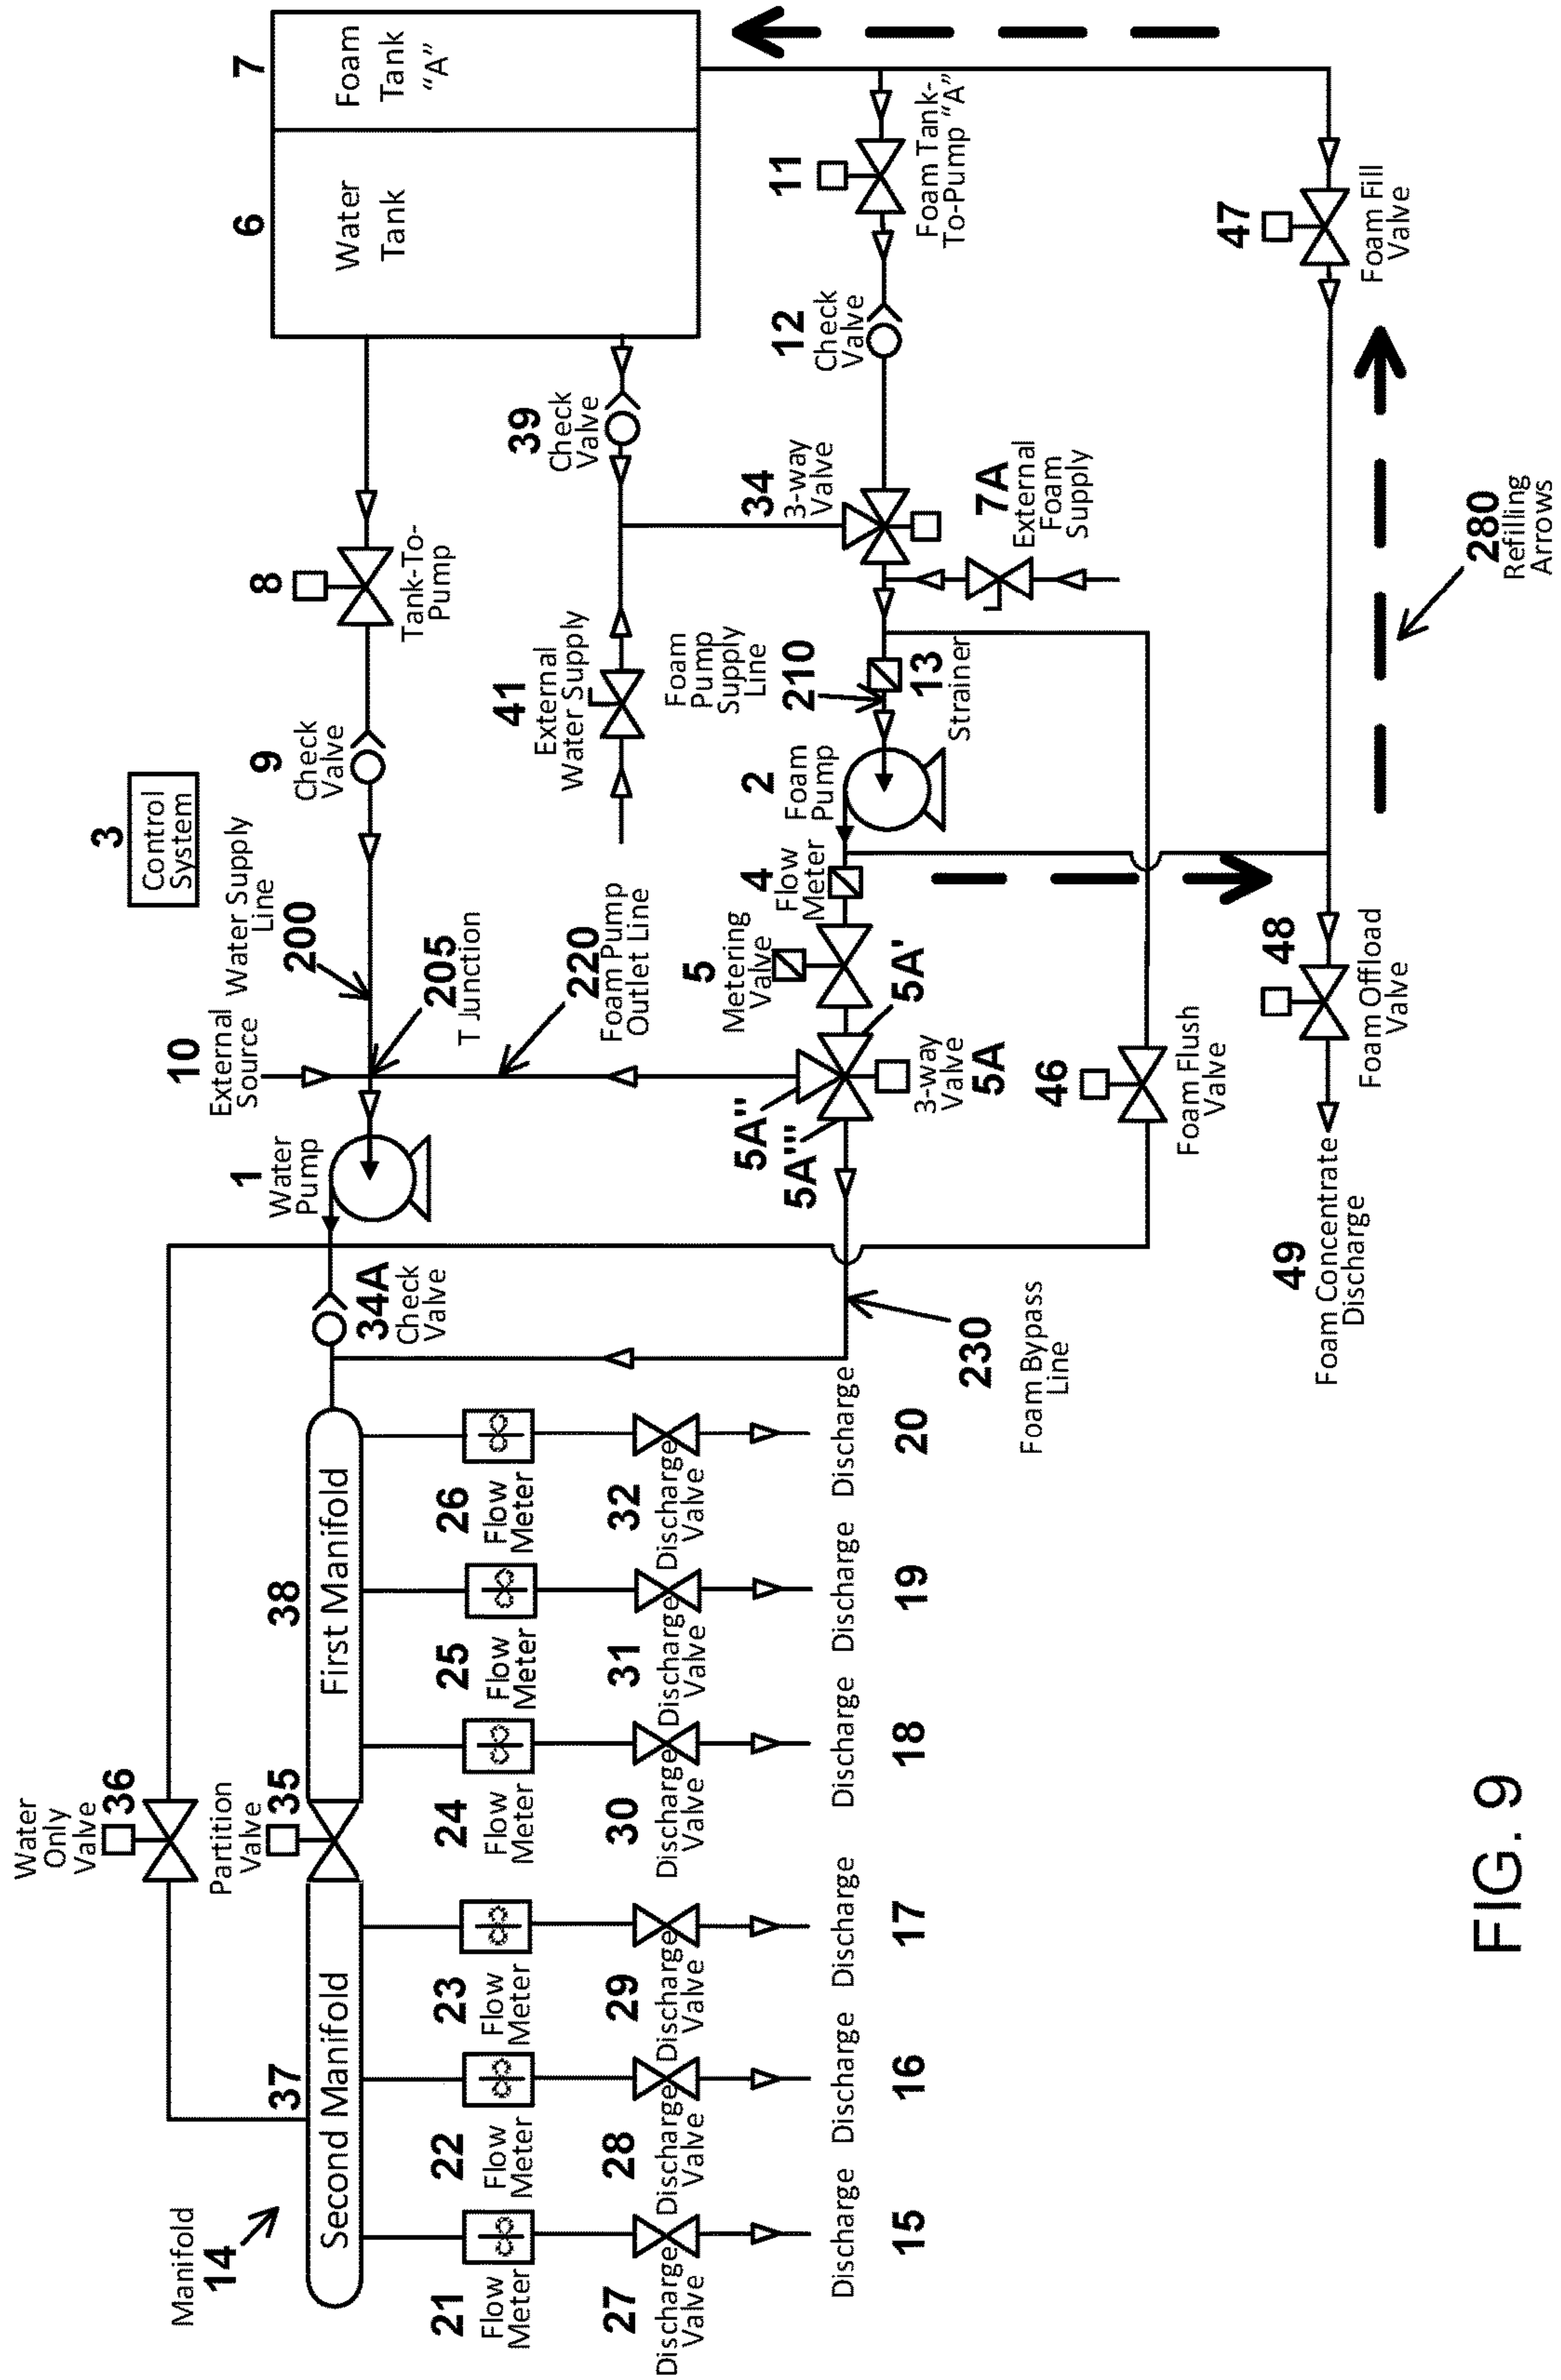 Manifold
14
Second Manifold
37
Water
Only
Valve
36
Partition
Valve
35
38
First Manifold
21
Flow
Meter
22
Flow
Meter
23
Flow
Meter
24
Flow
Meter
25
Flow
Meter
26
Flow
Meter
27
Discharge
Valve
28
Discharge
Valve
29
Discharge
Valve
30
Discharge
Valve
31
Discharge
Valve
32
Discharge
Valve
Discharge
15
Discharge
16
Discharge
17
Discharge
18
Discharge
19
Discharge
20
34A
Check
Valve
1
Water
Pump
10
External
Source
Water Supply
Line
200
205
T Junction
220
Foam Pump
Outlet Line
3
Control
System
9
Check
Valve
8
Tank-To-
Pump
6
Water
Tank
7
Foam
Tank
"A"
41
External
Water Supply
39
Check
Valve
Foam
Pump
Supply
Line
210
13
Strainer
34
3-way
Valve
7A
External
Foam
Supply
12
Check
Valve
11
Foam Tank-
To-Pump "A"
2
Foam
Pump
4
Flow
Meter
5
Metering
Valve
5A'
5A''
5A'''
3-way
Valve
5A
230
Foam Bypass
Line
46
Foam Flush
Valve
47
Foam Fill
Valve
48
Foam Offload
Valve
49
Foam Concentrate
Discharge
280
Refilling
Arrows
FIG. 9